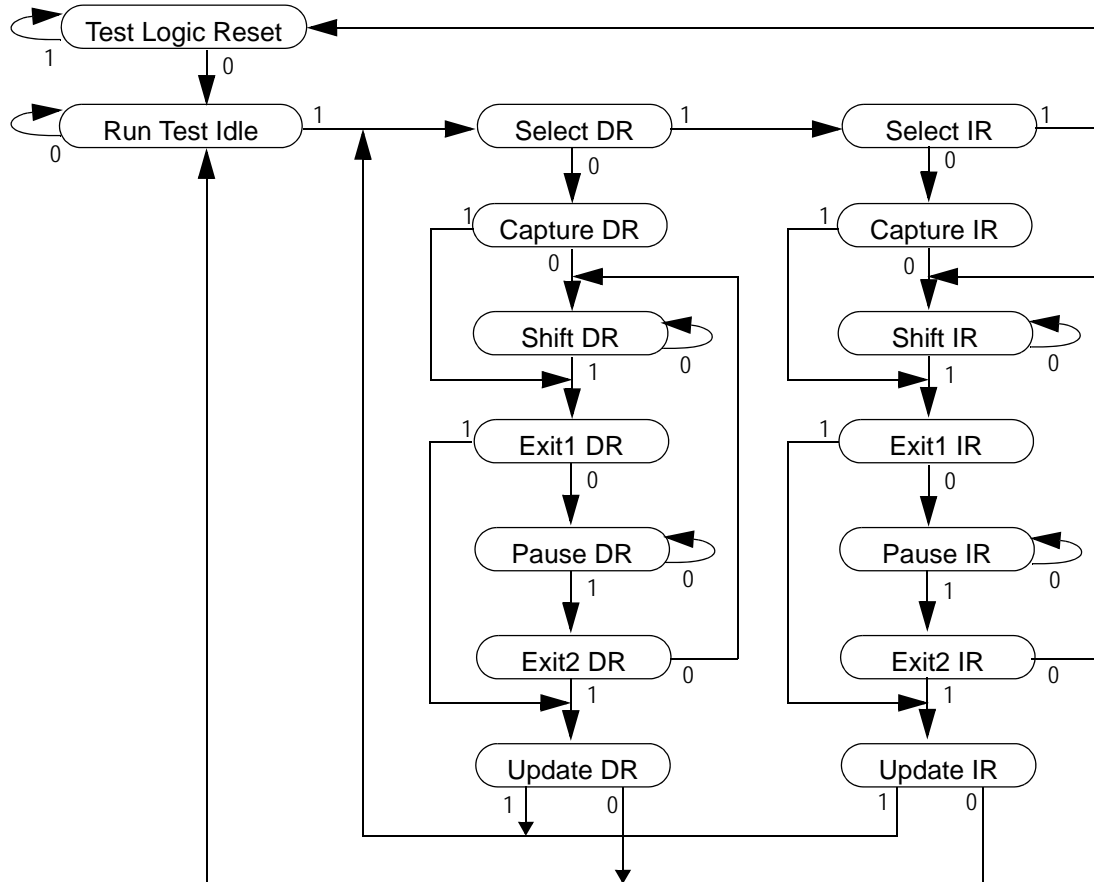 Test Logic Reset
1
0
Run Test Idle
1
Select DR
1
Select IR
1
0
0
0
1
Capture DR
1
Capture IR
0
0
Shift DR
0
Shift IR
0
1
1
1
Exit1 DR
1
Exit1 IR
0
0
Pause DR
0
Pause IR
0
1
1
Exit2 DR
0
Exit2 IR
0
1
1
Update DR
Update IR
1
0
1
0